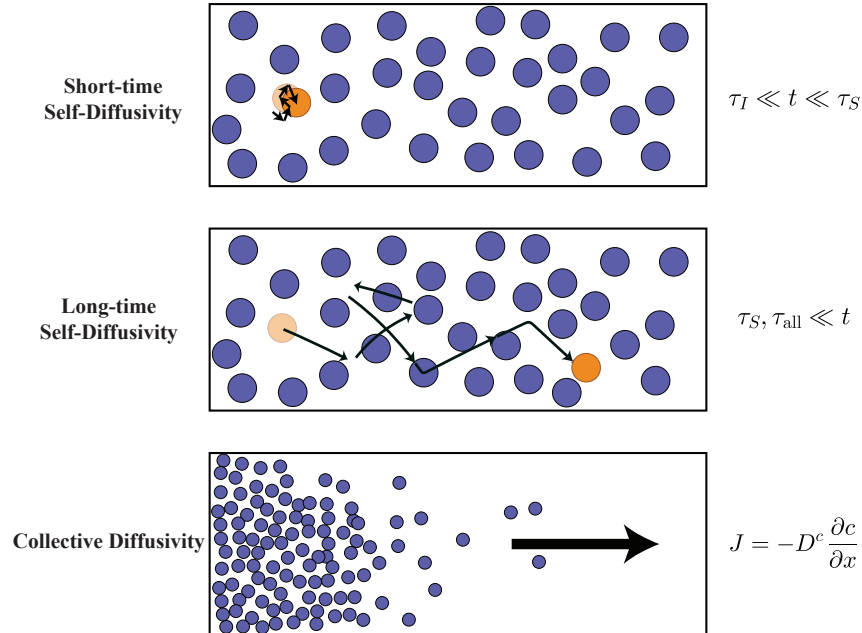 Short-time
Self-Diffusivity
τ_I ≪ t ≪ τ_S
Long-time
Self-Diffusivity
τ_S, τ_all ≪ t
Collective Diffusivity
J = −D^c ∂c/∂x